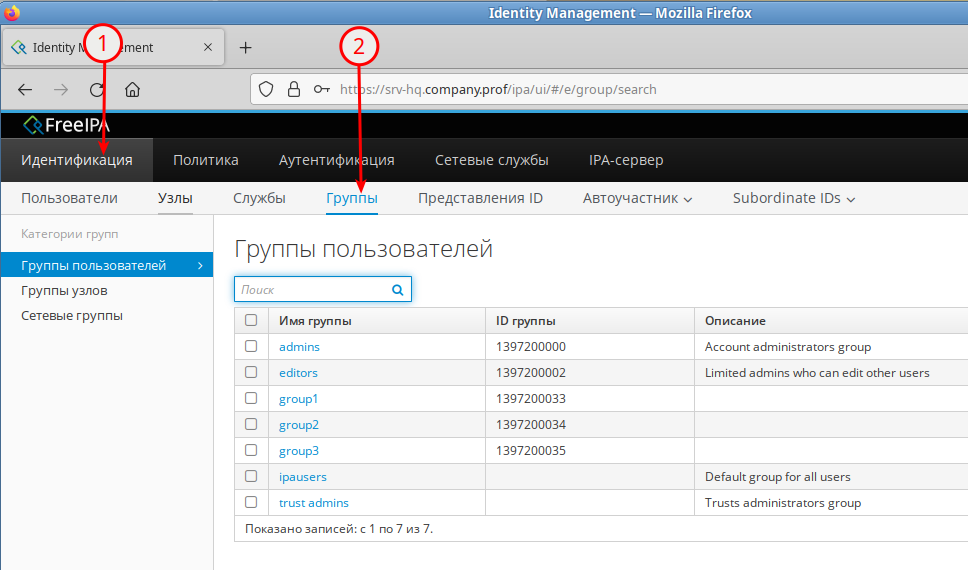 Identity Management — Mozilla Firefox
Identity M ement
1
2
https://srv-hq.company.prof/ipa/ui/#/e/group/search
FreeIPA
Идентификация Политика Аутентификация Сетевые службы IPA-сервер
Пользователи Узлы Службы Группы Представления ID Автоучастник Subordinate IDs
Категории групп
Группы пользователей
Группы узлов
Сетевые группы
Группы пользователей
Поиск
Имя группы ID группы Описание
admins 1397200000 Account administrators group
editors 1397200002 Limited admins who can edit other users
group1 1397200033
group2 1397200034
group3 1397200035
ipausers Default group for all users
trust admins Trusts administrators group
Показано записей: с 1 по 7 из 7.